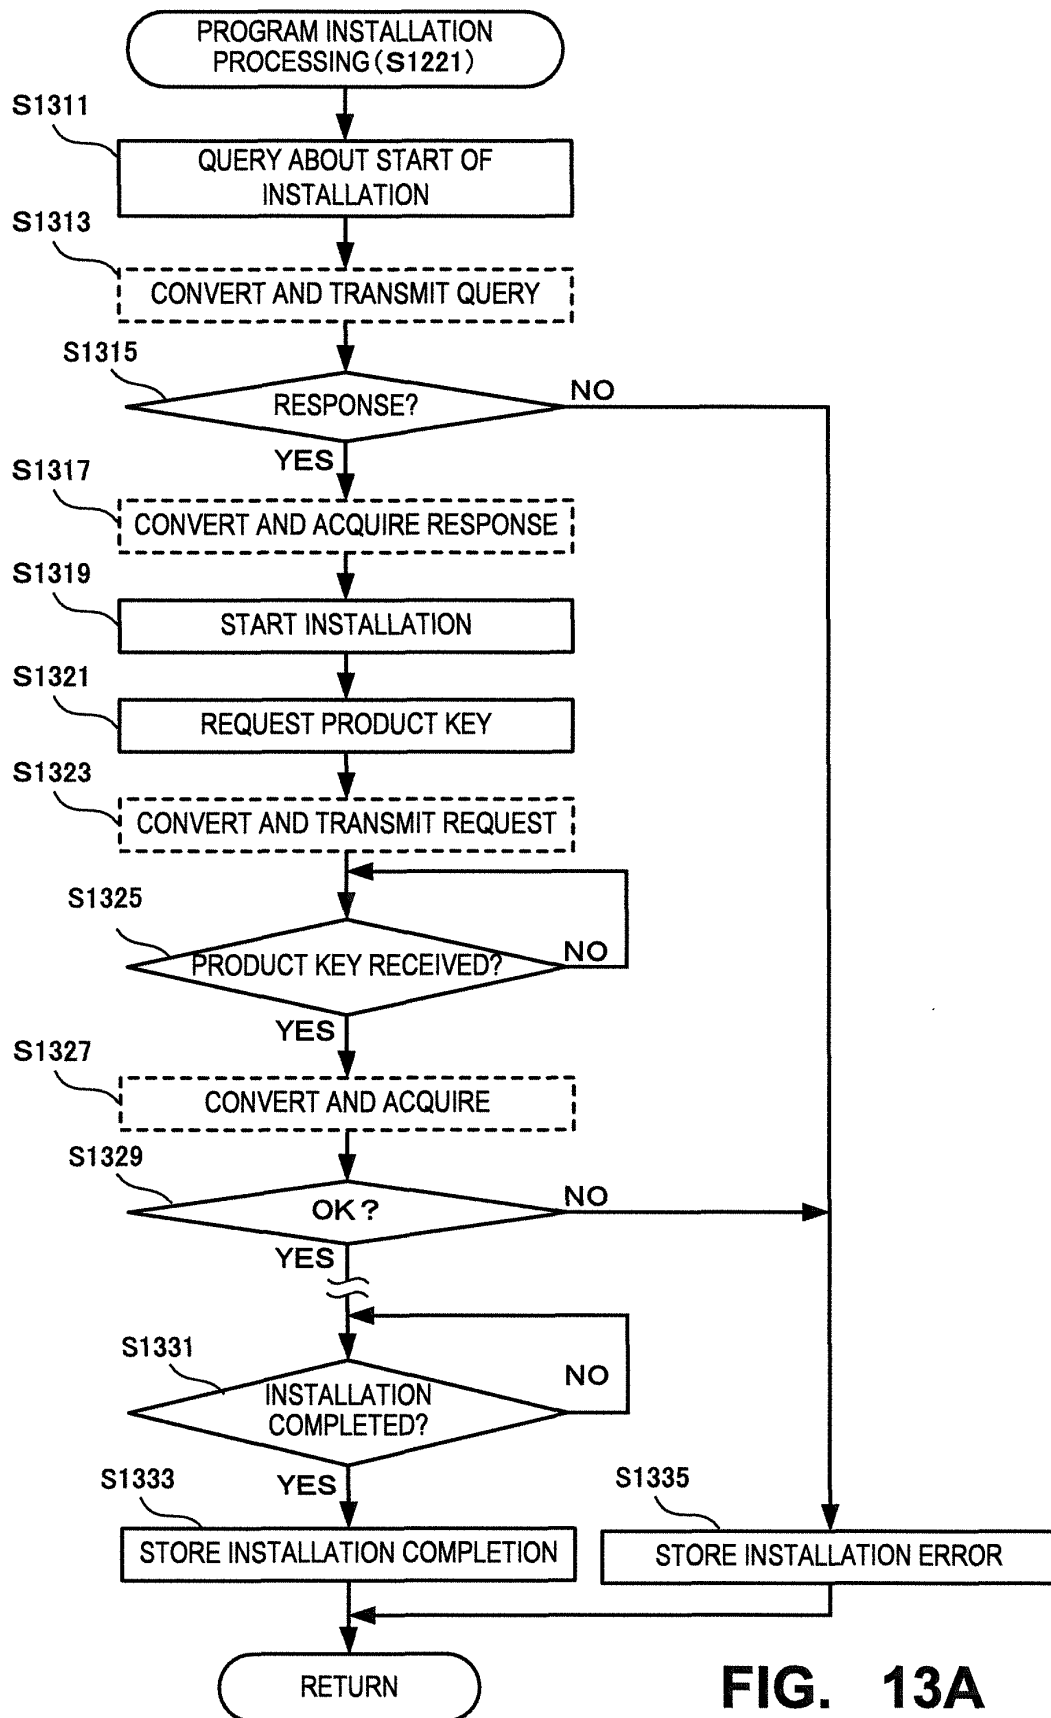 PROGRAM INSTALLATION
PROCESSING(S1221)
S1311
QUERY ABOUT START OF
INSTALLATION
S1313
CONVERT AND TRANSMIT QUERY
S1315
RESPONSE?
NO
YES
S1317
CONVERT AND ACQUIRE RESPONSE
S1319
START INSTALLATION
S1321
REQUEST PRODUCT KEY
S1323
CONVERT AND TRANSMIT REQUEST
S1325
PRODUCT KEY RECEIVED?
NO
YES
S1327
CONVERT AND ACQUIRE
S1329
OK?
NO
YES
S1331
INSTALLATION
COMPLETED?
NO
YES
S1333
STORE INSTALLATION COMPLETION
S1335
STORE INSTALLATION ERROR
RETURN
FIG. 13A